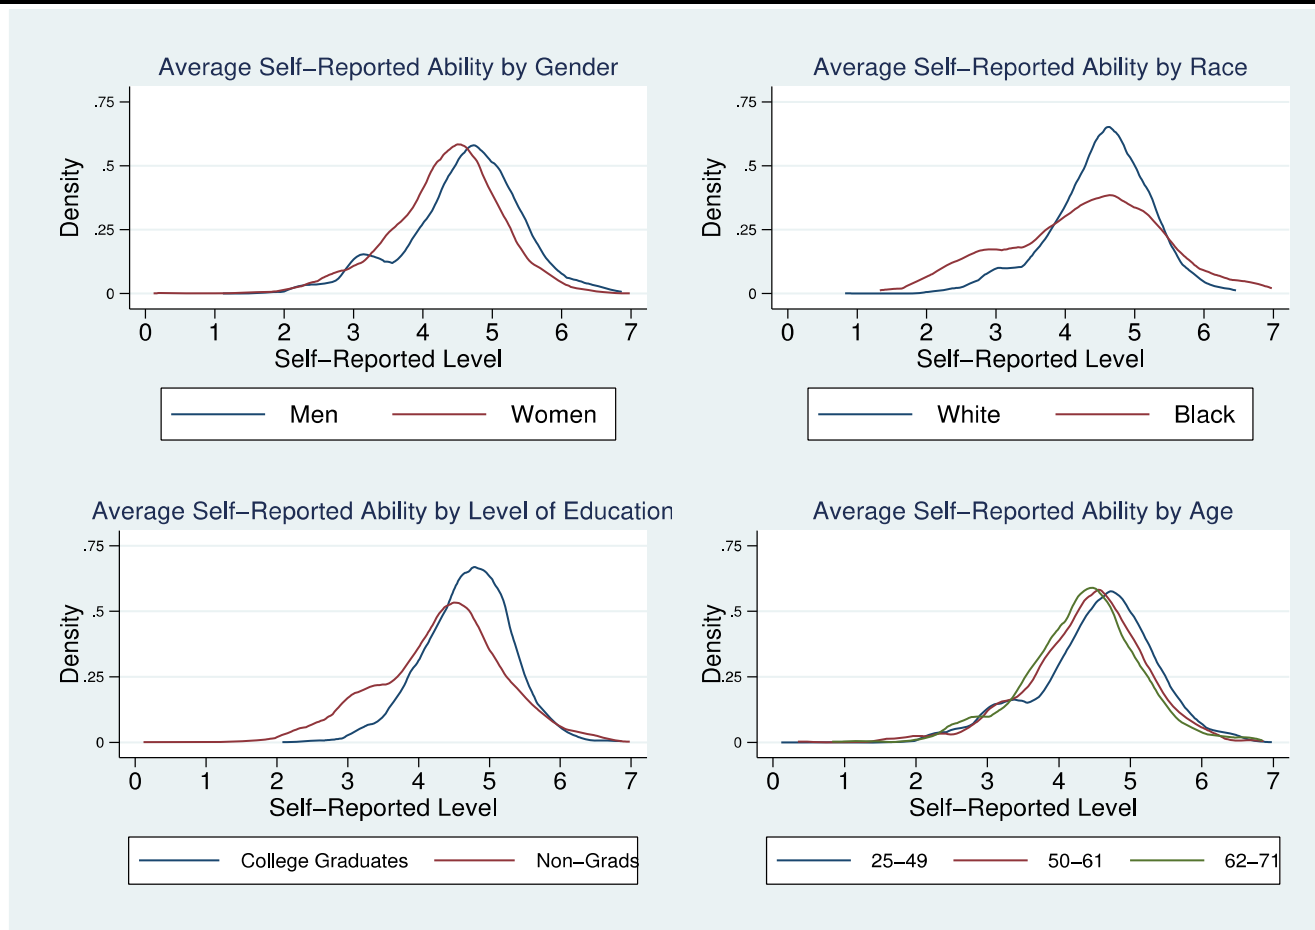 Average Self−Reported Ability by Gender
.75
.5
.25
0
Density
0 1 2 3 4 5 6 7
Self−Reported Level
Men Women
Average Self−Reported Ability by Race
.75
.5
.25
0
Density
0 1 2 3 4 5 6 7
Self−Reported Level
White Black
Average Self−Reported Ability by Level of Education
.75
.5
.25
0
Density
0 1 2 3 4 5 6 7
Self−Reported Level
College Graduates Non−Grads
Average Self−Reported Ability by Age
.75
.5
.25
0
Density
0 1 2 3 4 5 6 7
Self−Reported Level
25−49 50−61 62−71